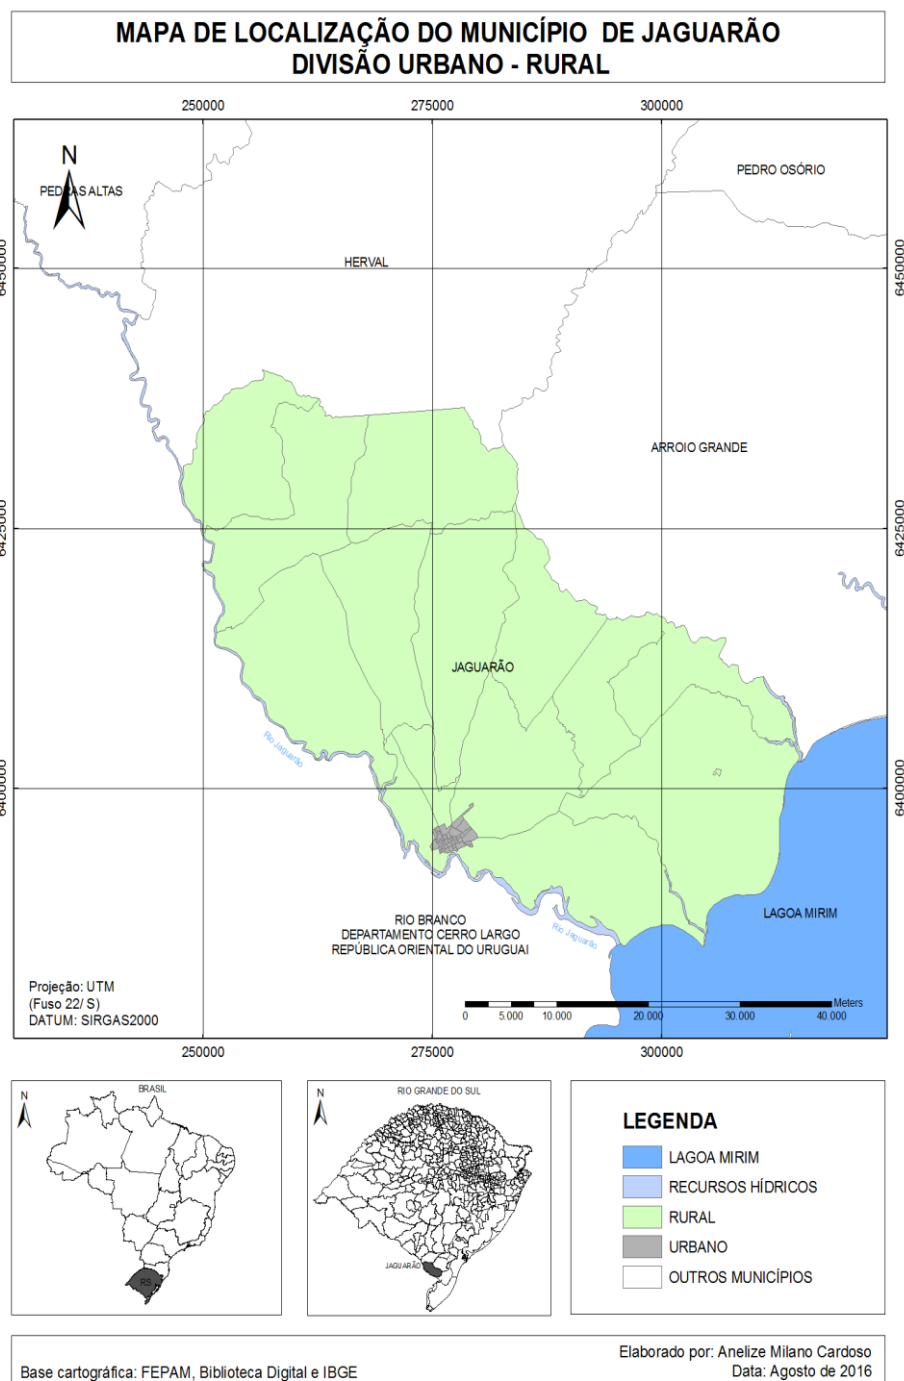 MAPA DE LOCALIZAÇÃO DO MUNICÍPIO DE JAGUARÃO
DIVISÃO URBANO - RURAL
250000
275000
300000
N
PEDRAS ALTAS
PEDRO OSÓRIO
HERVAL
6450000
6450000
ARROIO GRANDE
6425000
6425000
JAGUARÃO
Rio Jaguarão
6400000
6400000
LAGOA MIRIM
RIO BRANCO
DEPARTAMENTO CERRO LARGO
REPÚBLICA ORIENTAL DO URUGUAI
Rio Jaguarão
Projeção: UTM
(Fuso 22/ S)
DATUM: SIRGAS2000
Meters
0
5.000
10.000
20.000
30.000
40.000
250000
275000
300000
BRASIL
N
RS
RIO GRANDE DO SUL
N
JAGUARÃO
LEGENDA
LAGOA MIRIM
RECURSOS HÍDRICOS
RURAL
URBANO
OUTROS MUNICÍPIOS
Base cartográfica: FEPAM, Biblioteca Digital e IBGE
Elaborado por: Anelize Milano Cardoso
Data: Agosto de 2016